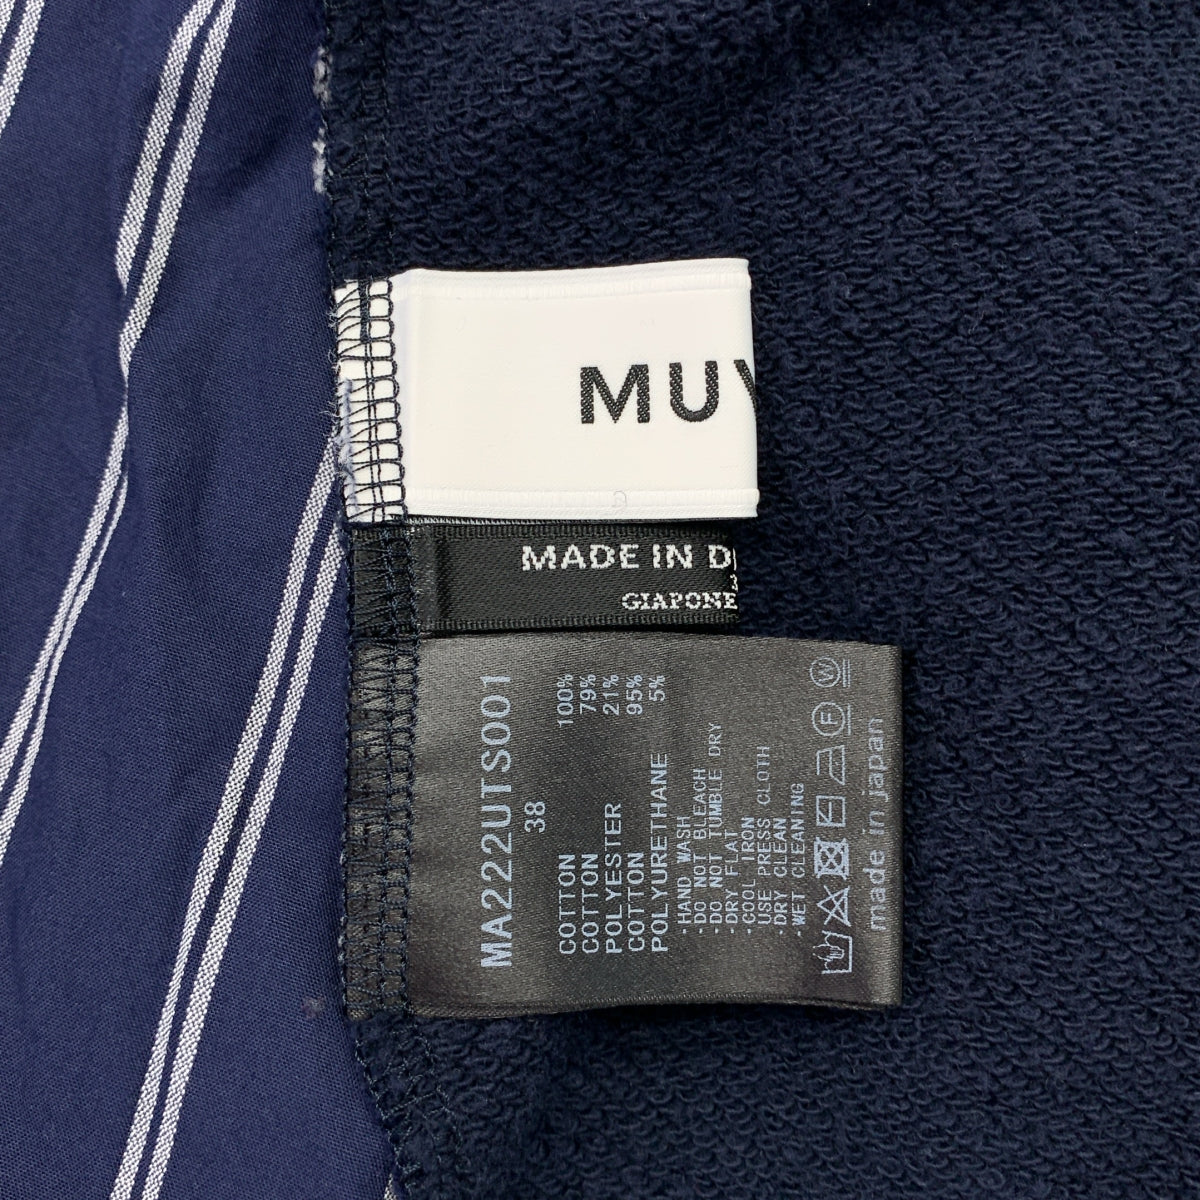 MUY
MADE IN D
GIAPONE
MA222UTS001
38
COTTON 100%
COTTON 79%
POLYESTER 21%
COTTON 95%
POLYURETHANE 5%
·HAND WASH
·DO NOT BLEACH
·DO NOT TUMBLE DRY
·DRY FLAT
·COOL IRON
USE PRESS CLOTH
·DRY CLEAN
·WET CLEANING
F
W
made in japan